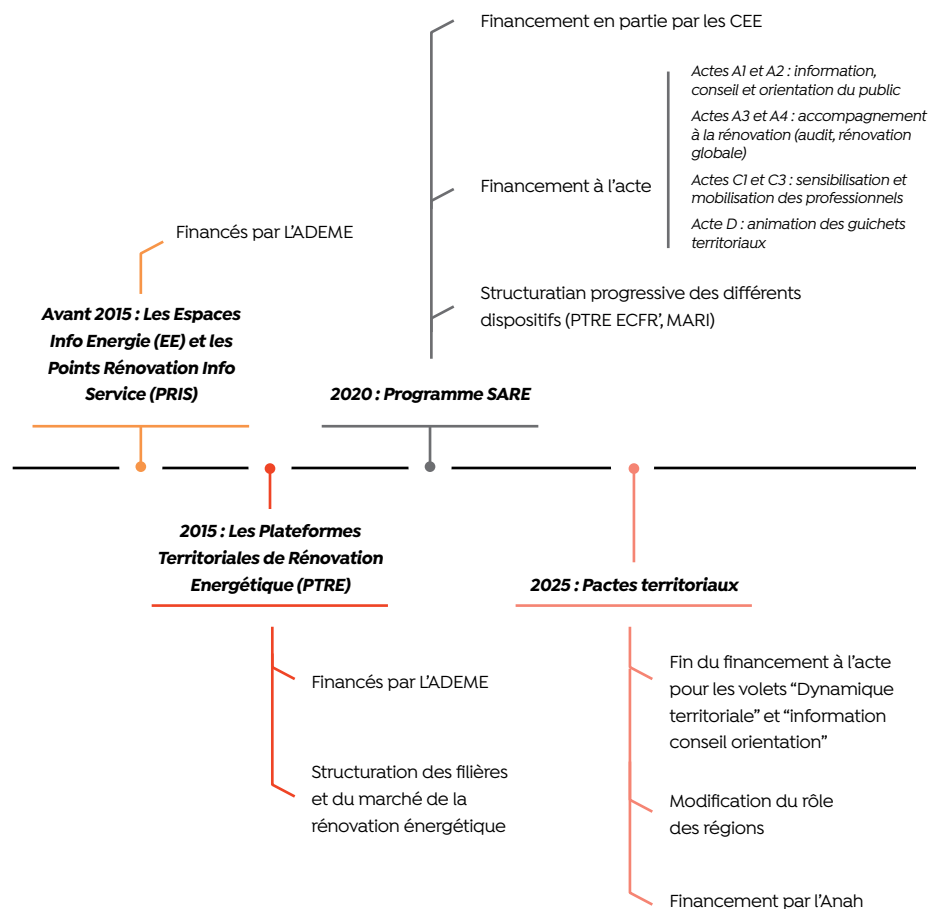 Financement en partie par les CEE
Financement à l'acte
Actes A1 et A2 : information,
conseil et orientation du public
Actes A3 et A4 : accompagnement
à la rénovation (audit, rénovation
globale)
Actes C1 et C3 : sensibilisation et
mobilisation des professionnels
Acte D : animation des guichets
territoriaux
Structuratian progressive des différents
dispositifs (PTRE ECFR', MARI)
Financés par L'ADEME
Avant 2015 : Les Espaces
Info Energie (EE) et les
Points Rénovation Info
Service (PRIS)
2020 : Programme SARE
2015 : Les Plateformes
Territoriales de Rénovation
Energétique (PTRE)
Financés par L'ADEME
Structuration des filières
et du marché de la
rénovation énergétique
2025 : Pactes territoriaux
Fin du financement à l'acte
pour les volets “Dynamique
territoriale” et “information
conseil orientation”
Modification du rôle
des régions
Financement par l'Anah